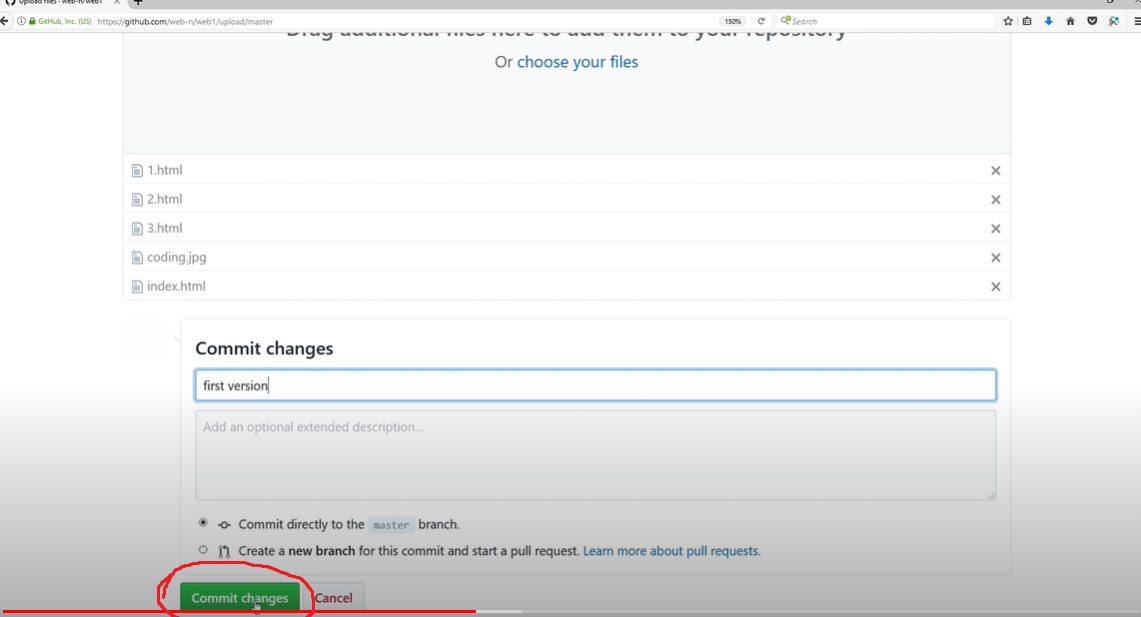 Upload files · web-n/web1
GitHub, Inc. (US) https://github.com/web-n/web1/upload/master 150% Search
Drag additional files here to add them to your repository
Or choose your files
1.html
2.html
3.html
coding.jpg
index.html
Commit changes
first version
Add an optional extended description...
Commit directly to the master branch.
Create a new branch for this commit and start a pull request. Learn more about pull requests.
Commit changes Cancel